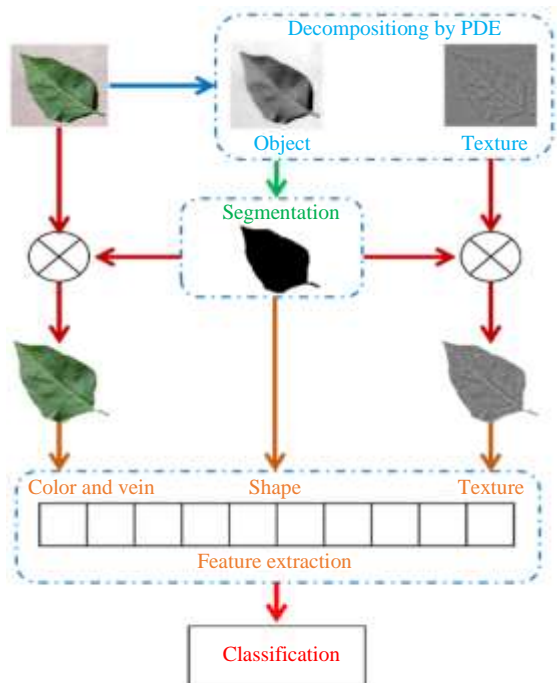 Decompositiong by PDE
Object
Texture
Segmentation
Color and vein
Shape
Texture
Feature extraction
Classification